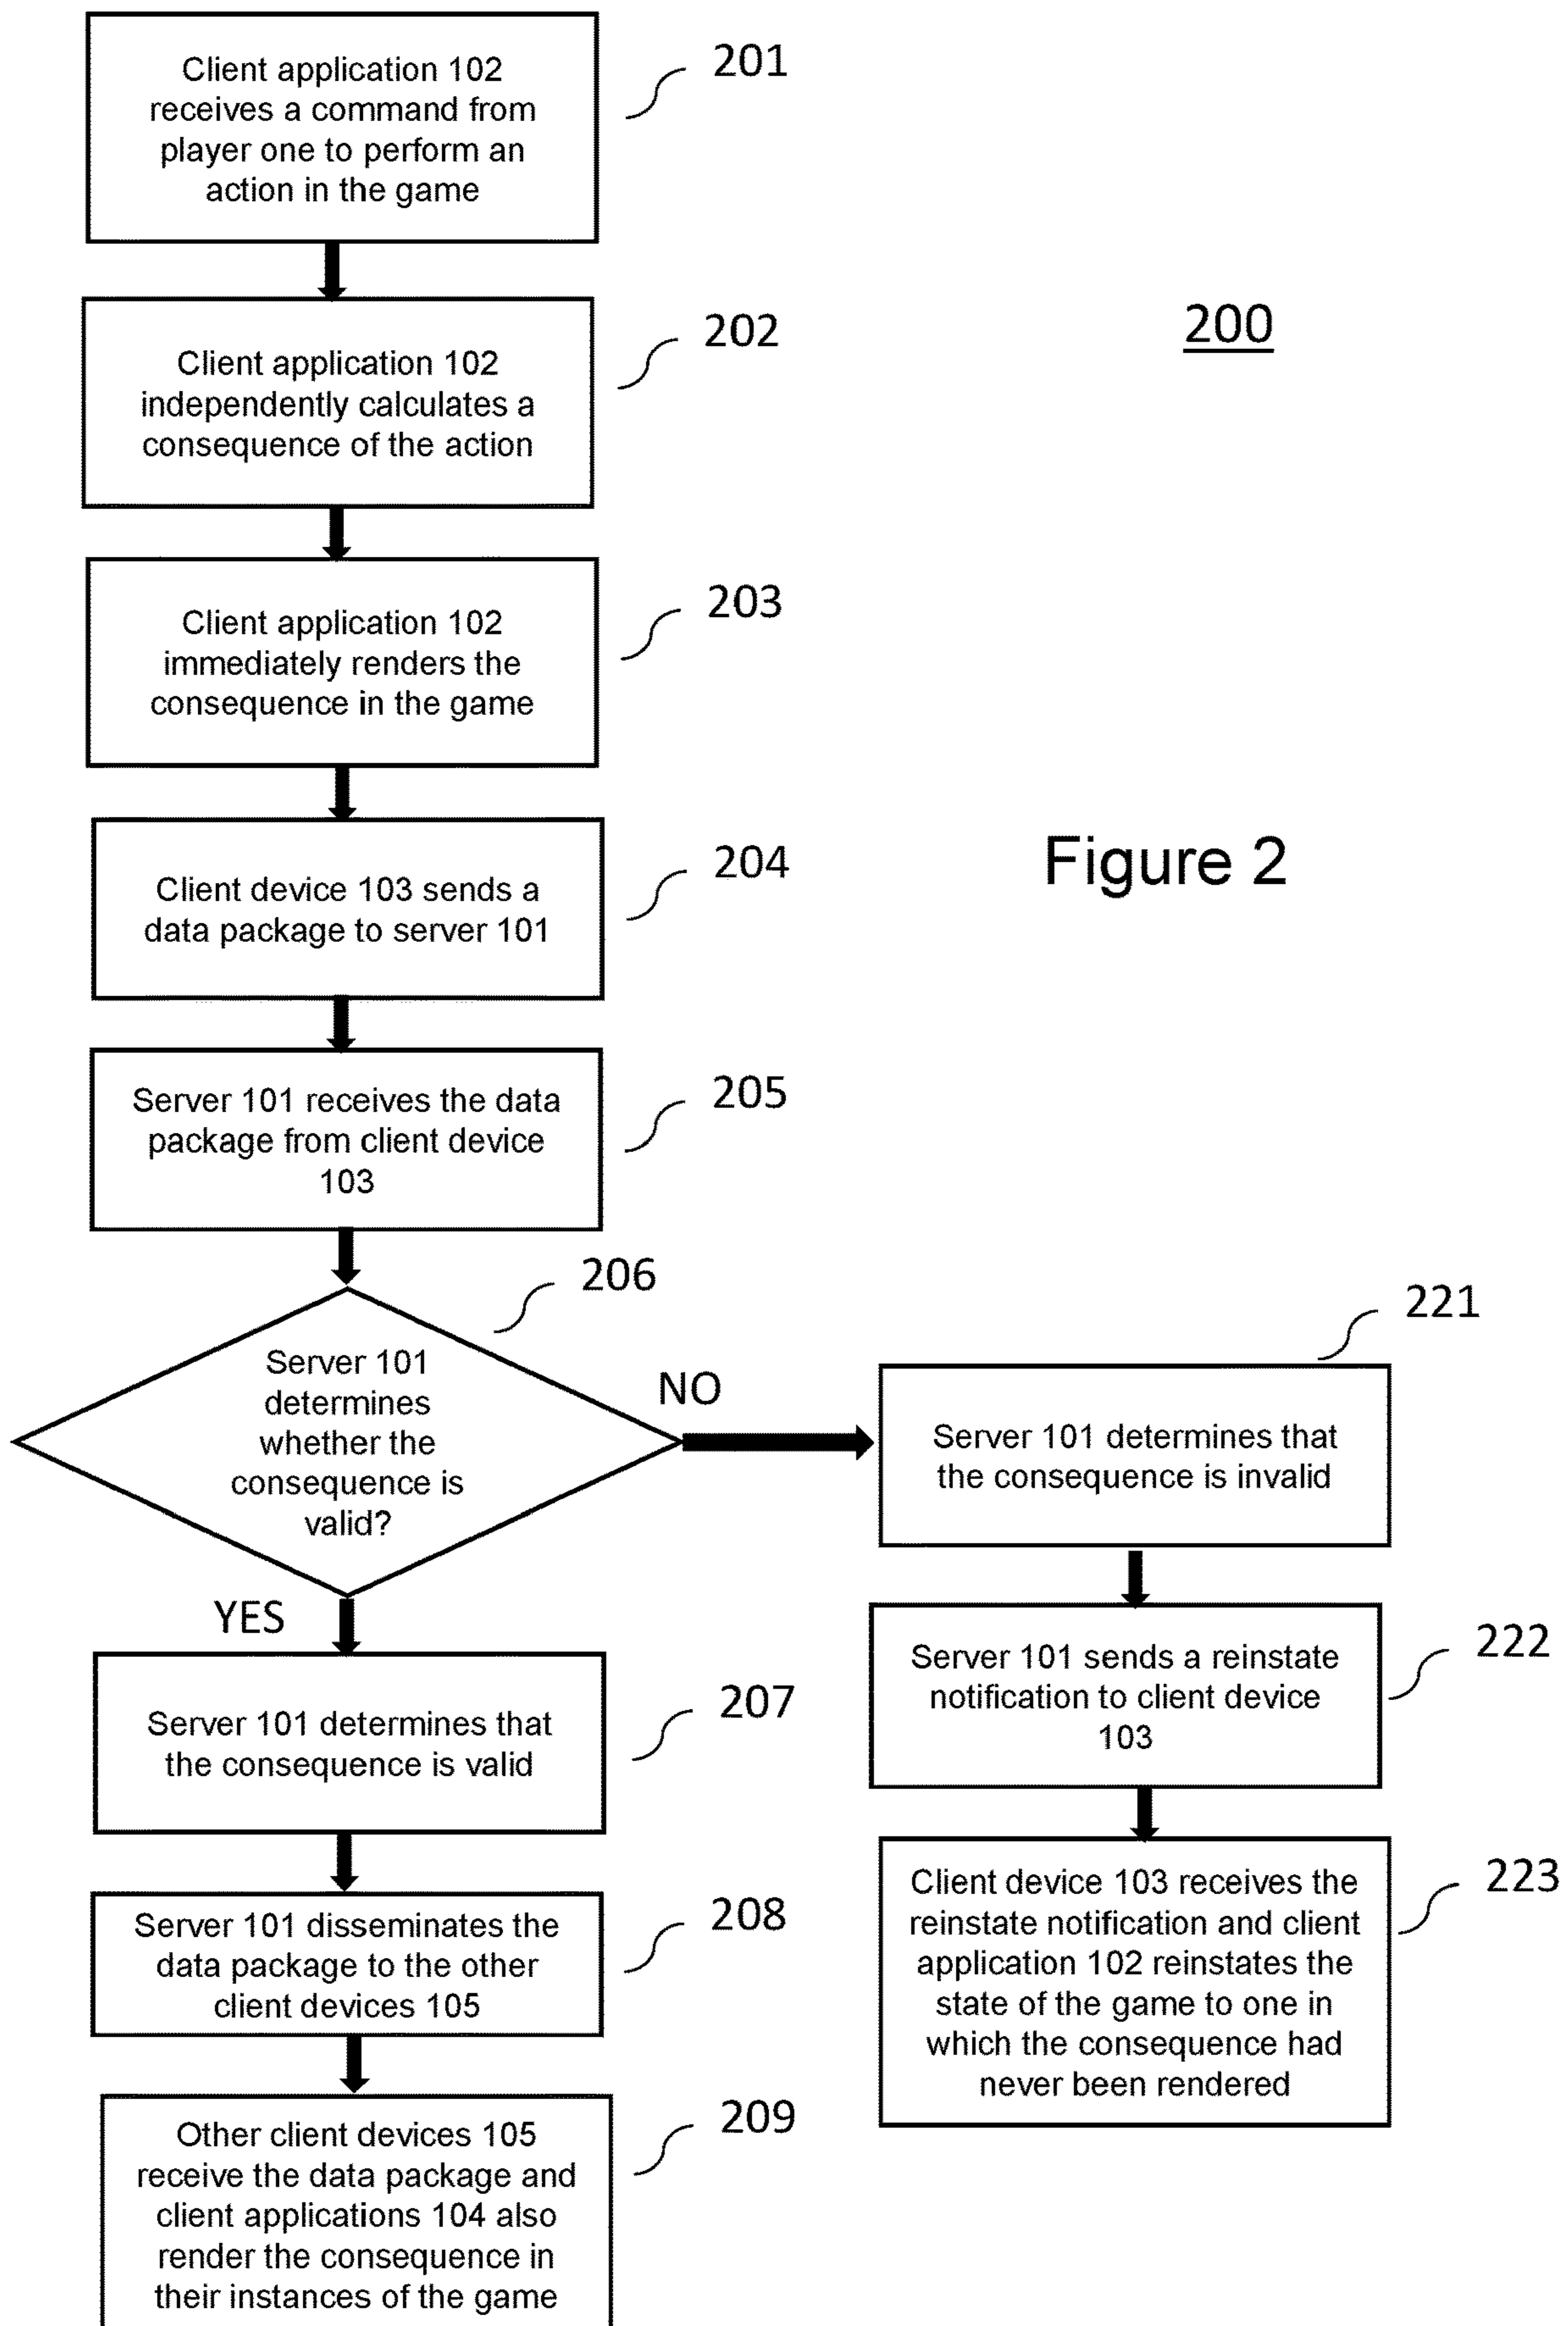 Client application 102
receives a command from
player one to perform an
action in the game
201
Client application 102
independently calculates a
consequence of the action
202
200
Client application 102
immediately renders the
consequence in the game
203
Client device 103 sends a
data package to server 101
204
Figure 2
Server 101 receives the data
package from client device
103
205
Server 101
determines
whether the
consequence is
valid?
206
NO
YES
Server 101 determines that
the consequence is invalid
221
Server 101 sends a reinstate
notification to client device
103
222
Client device 103 receives the
reinstate notification and client
application 102 reinstates the
state of the game to one in
which the consequence had
never been rendered
223
Server 101 determines that
the consequence is valid
207
Server 101 disseminates the
data package to the other
client devices 105
208
Other client devices 105
receive the data package and
client applications 104 also
render the consequence in
their instances of the game
209